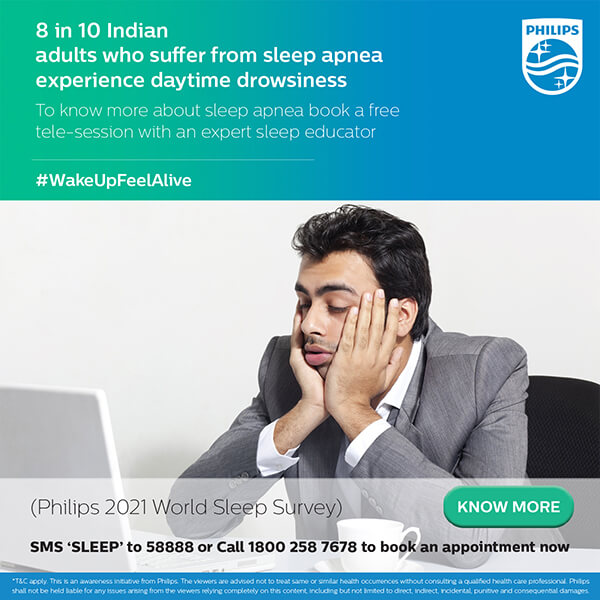 8 in 10 Indian
PHILIPS
adults who suffer from sleep apnea
experience daytime drowsiness
To know more about sleep apnea book a free
tele-session with an expert sleep educator
#WakeUpFeelAlive
(Philips 2021 World Sleep Survey)
KNOW MORE
SMS ‘SLEEP’ to 58888 or Call 1800 258 7678 to book an appointment now
*T&C apply. This is an awareness initiative from Philips. The viewers are advised not to treat same or similar health occurrences without consulting a qualified health care professional. Philips
shall not be held liable for any issues arising from the viewers relying completely on this content, including but not limited to direct, indirect, incidental, punitive and consequential damages.